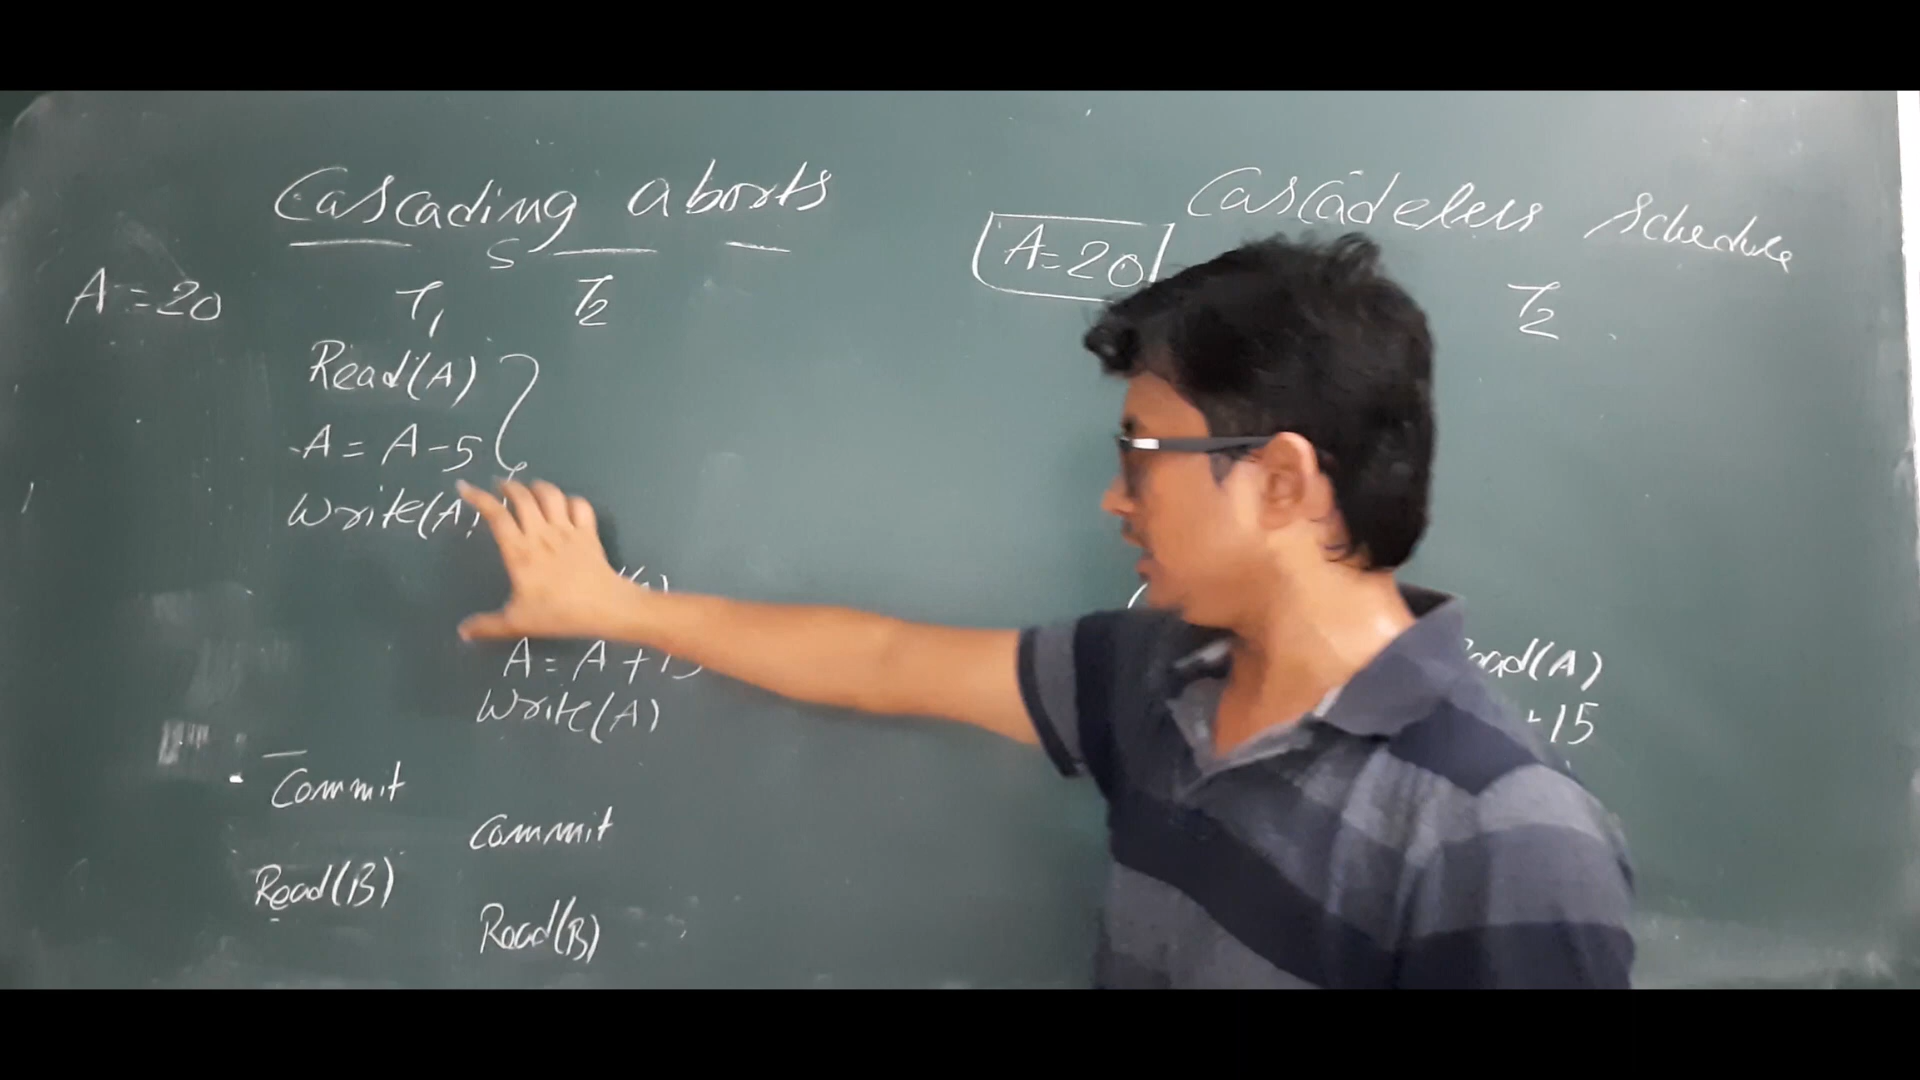 Cascading aborts
S
A = 20
T1
T2
Read(A)
A = A - 5
Write(A)
A = A + 15
Write(A)
Commit
Commit
Read(B)
Read(B)
Cascadeless schedule
A = 20
T2
Read(A)
+15